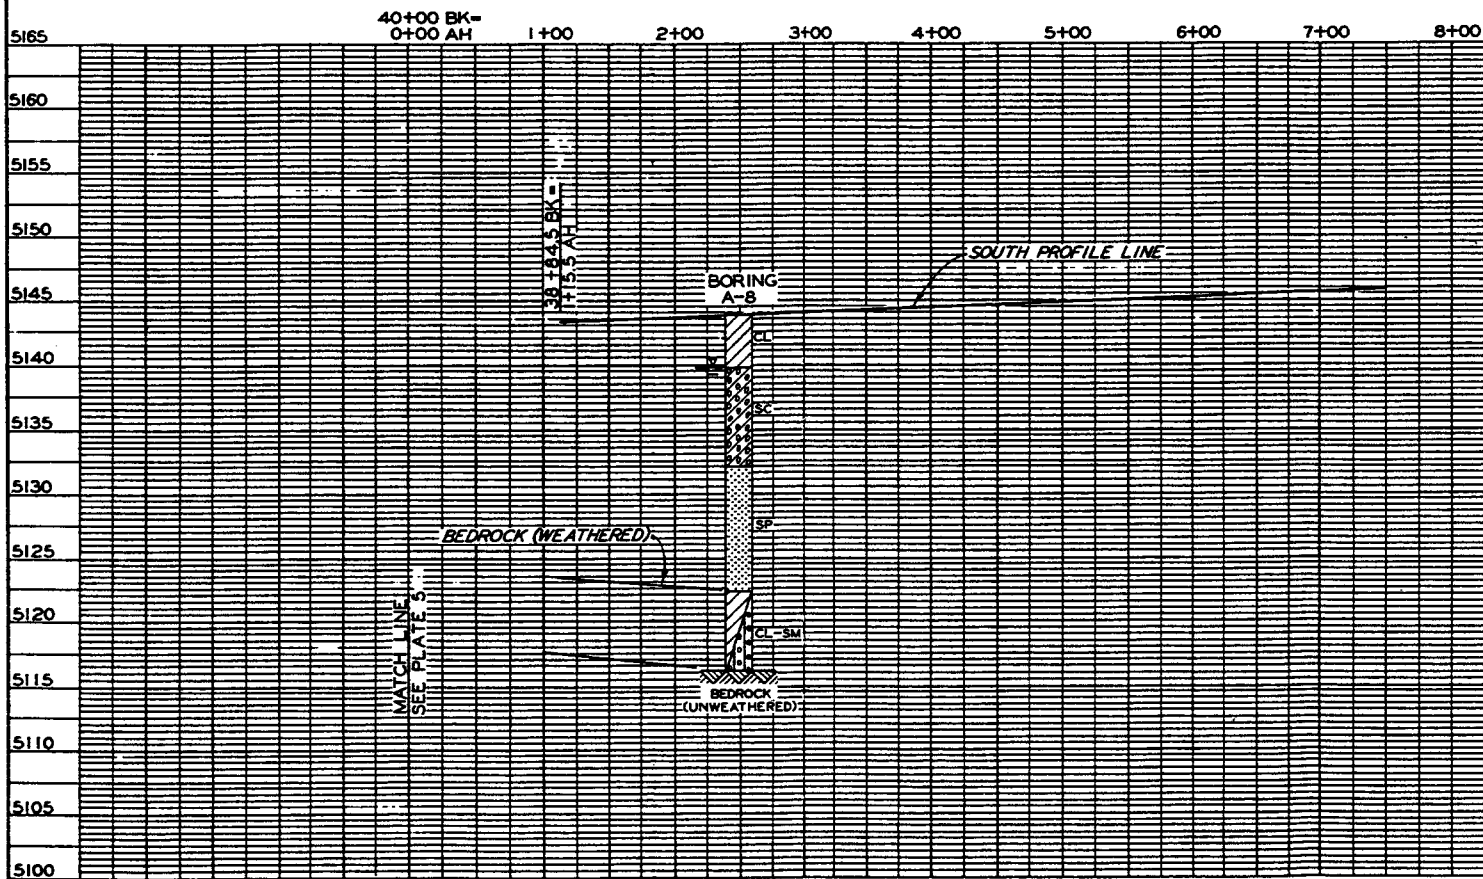 40+00 BK=
0+00 AH
1+00
2+00
3+00
4+00
5+00
6+00
7+00
8+00
5165
5160
5155
5150
5145
5140
5135
5130
5125
5120
5115
5110
5105
5100
38+84.5 BK=
1+15.5 AH
SOUTH PROFILE LINE
BORING
A-8
CL
SC
SP
BEDROCK (WEATHERED)
CL-SM
MATCH LINE
SEE PLATE 5
BEDROCK
(UNWEATHERED)